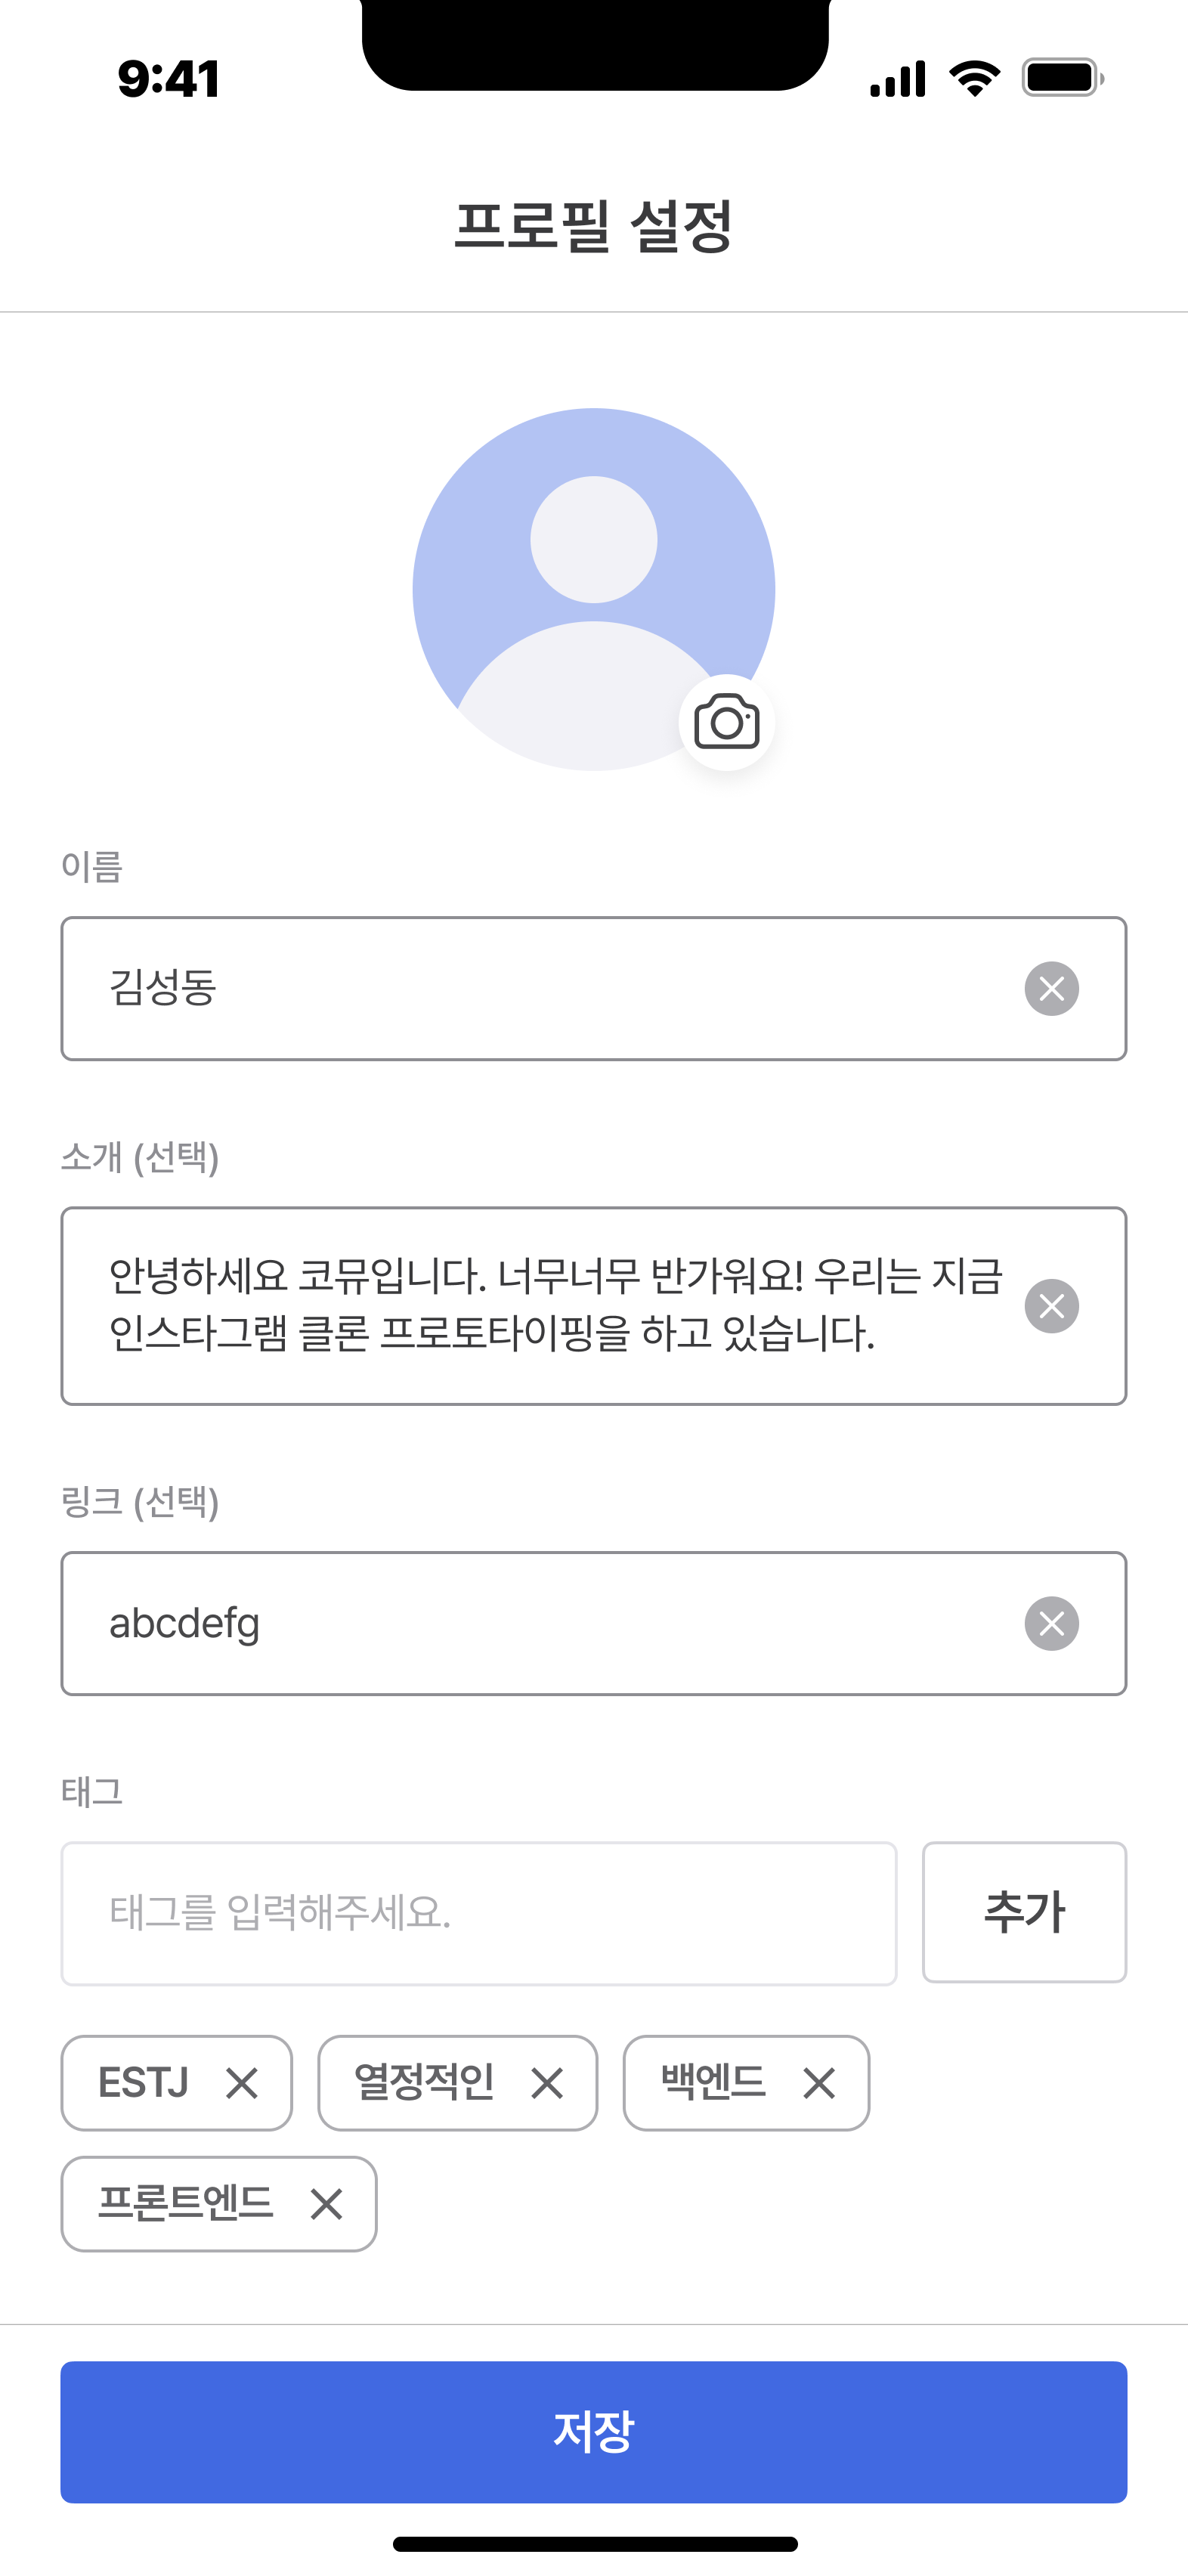 9:41
프로필 설정
이름
김성동
소개 (선택)
안녕하세요 코뮤입니다. 너무너무 반가워요! 우리는 지금
인스타그램 클론 프로토타이핑을 하고 있습니다.
링크 (선택)
abcdefg
태그
태그를 입력해주세요. 추가
ESTJ 열정적인 백엔드
프론트엔드
저장